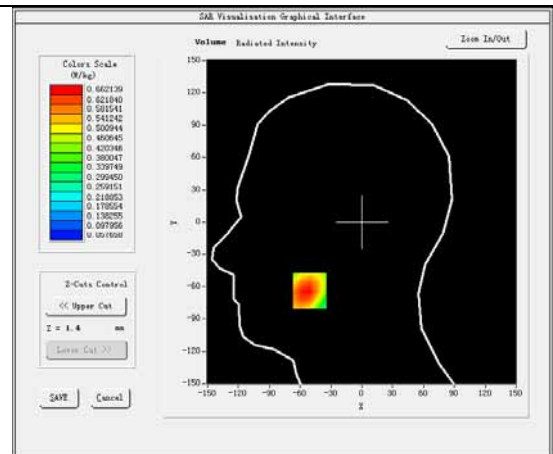 SAR Visualisation Graphical Interface
Volume Radiated Intensity
Zoom In/Out
Colors Scale
(W/kg)
0.662139
0.621840
0.581541
0.541242
0.500944
0.460645
0.420346
0.380047
0.339749
0.299450
0.259151
0.218853
0.178554
0.138255
0.097956
0.057658
150
120
90
60
30
0
-30
-60
-90
-120
-150
Y
-150 -120 -90 -60 -30 0 30 60 90 120 150
X
Z-Cuts Control
<< Upper Cut
Z = 1.4 mm
Lower Cut >>
SAVE
Cancel